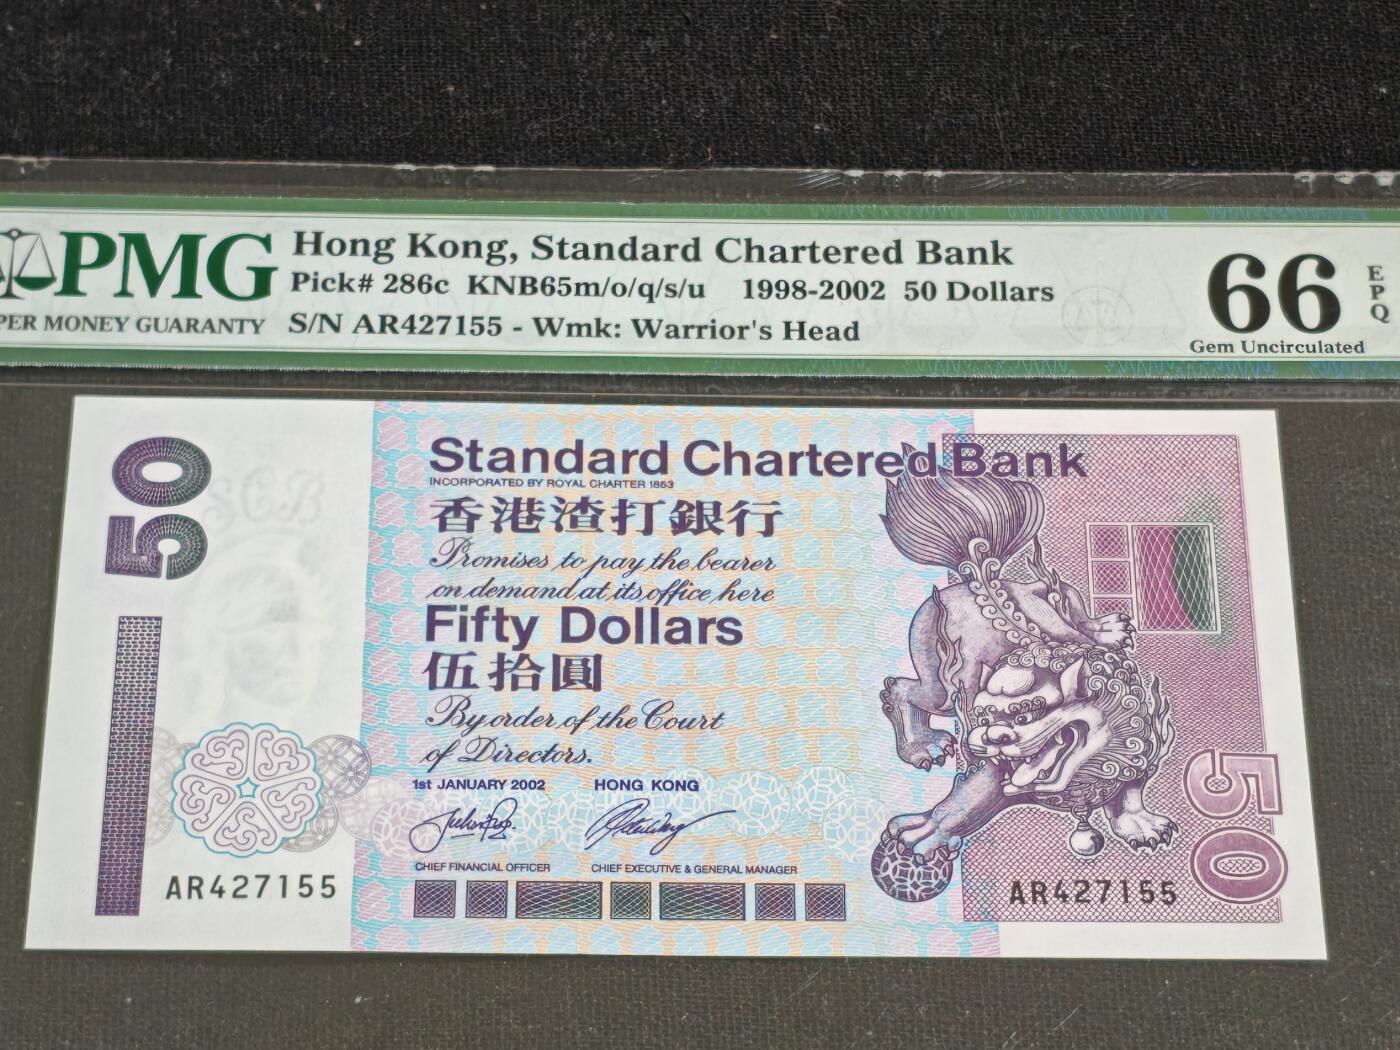 PMG
PER MONEY GUARANTY
Hong Kong, Standard Chartered Bank
Pick# 286c KNB65m/o/q/s/u 1998-2002 50 Dollars
S/N AR427155 - Wmk: Warrior's Head
66
EPQ
Gem Uncirculated
50
SCB
Standard Chartered Bank
INCORPORATED BY ROYAL CHARTER 1853
香港渣打銀行
Promises to pay the bearer
on demand at its office here
Fifty Dollars
伍拾圓
By order of the Court
of Directors.
1st JANUARY 2002 HONG KONG
CHIEF FINANCIAL OFFICER CHIEF EXECUTIVE & GENERAL MANAGER
AR427155
AR427155
50